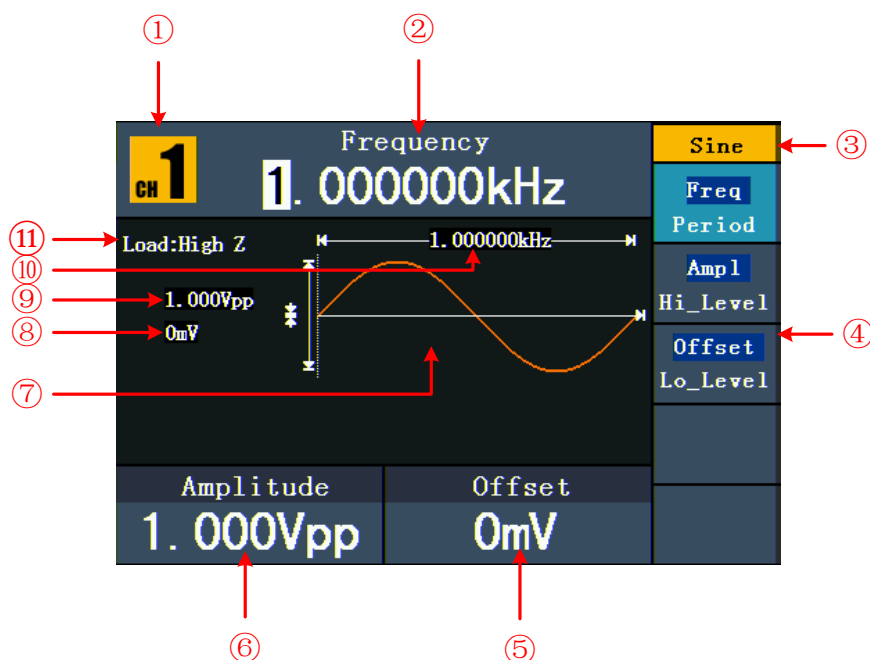 ① ②
Frequency
CH 1
1.000000kHz
Sine ③
Freq
Period
⑪ Load:High Z
1.000000kHz
⑩
Ampl
Hi_Level
⑨ 1.000Vpp
⑧ 0mV
Offset
Lo_Level
④
⑦
Amplitude
1.000Vpp
Offset
0mV
⑥ ⑤